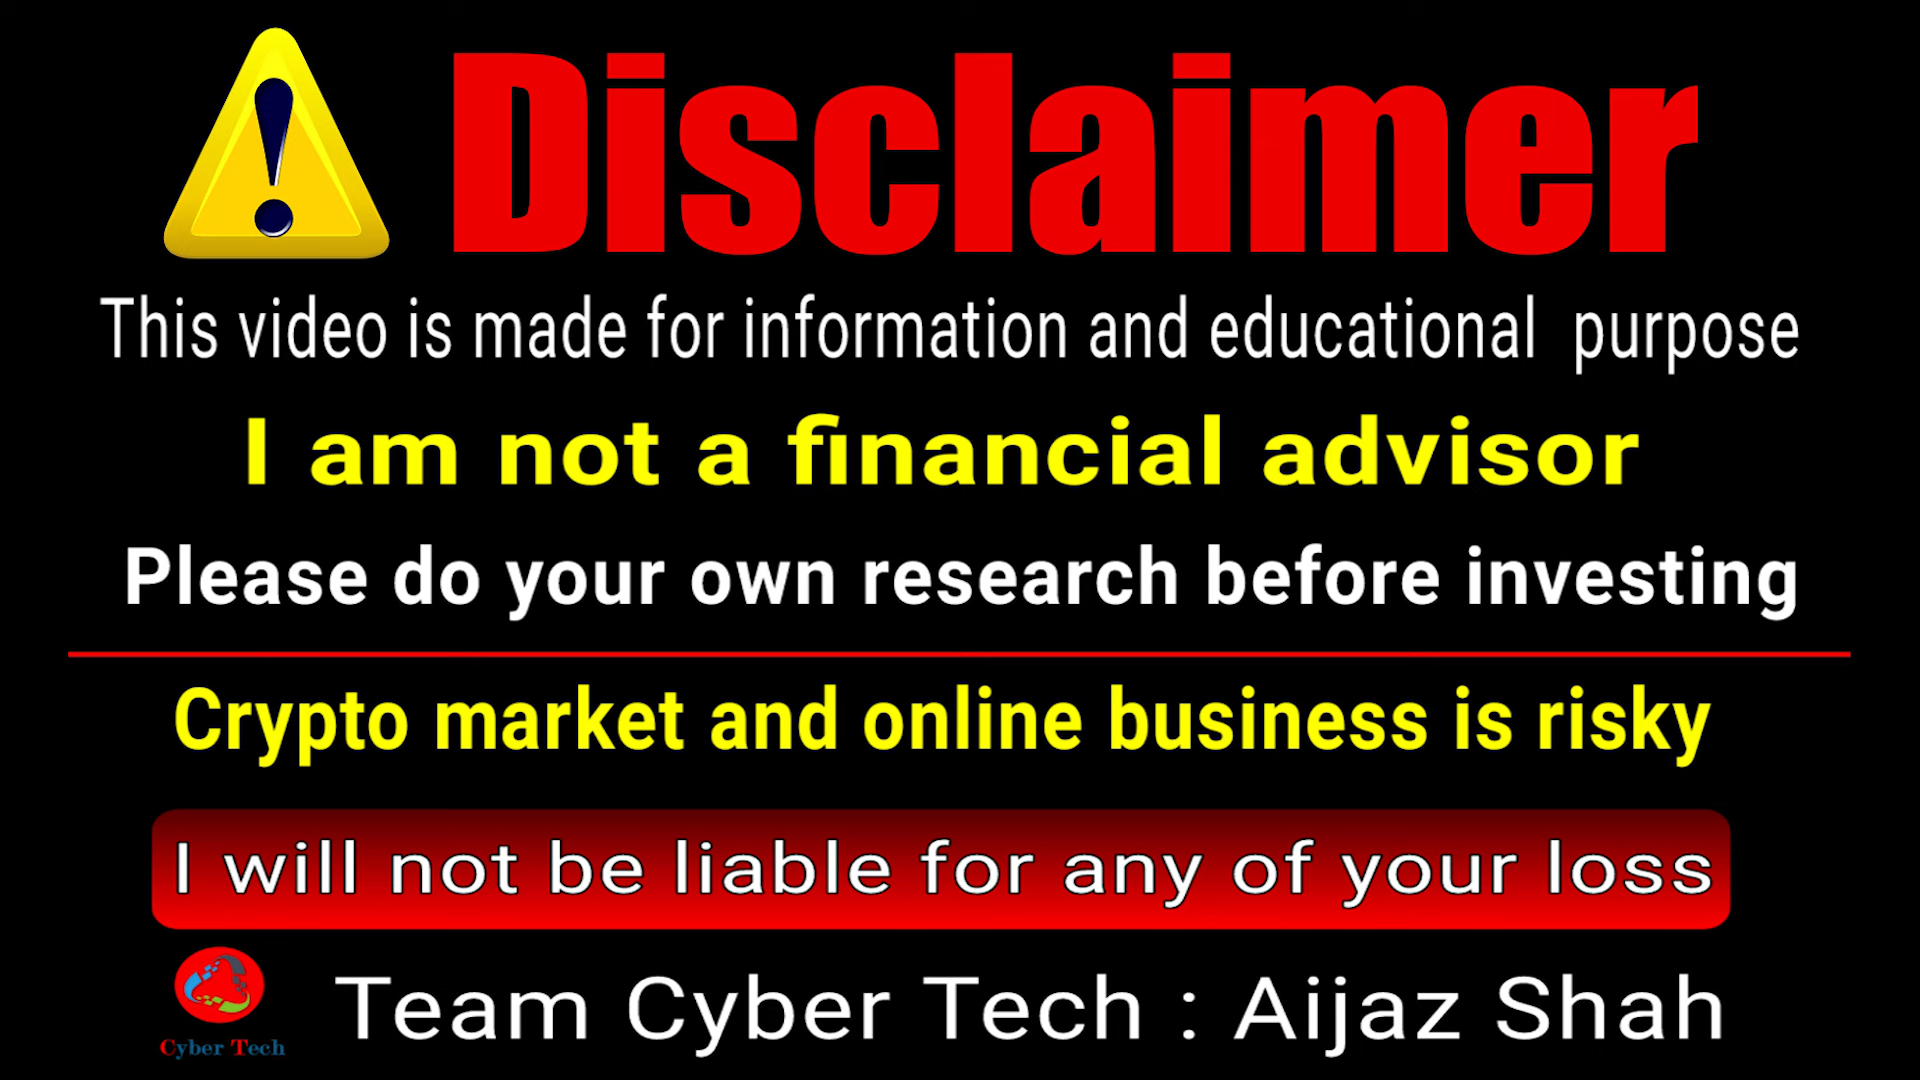 Disclaimer
This video is made for information and educational purpose
I am not a financial advisor
Please do your own research before investing
Crypto market and online business is risky
I will not be liable for any of your loss
Team Cyber Tech : Aijaz Shah
Cyber Tech